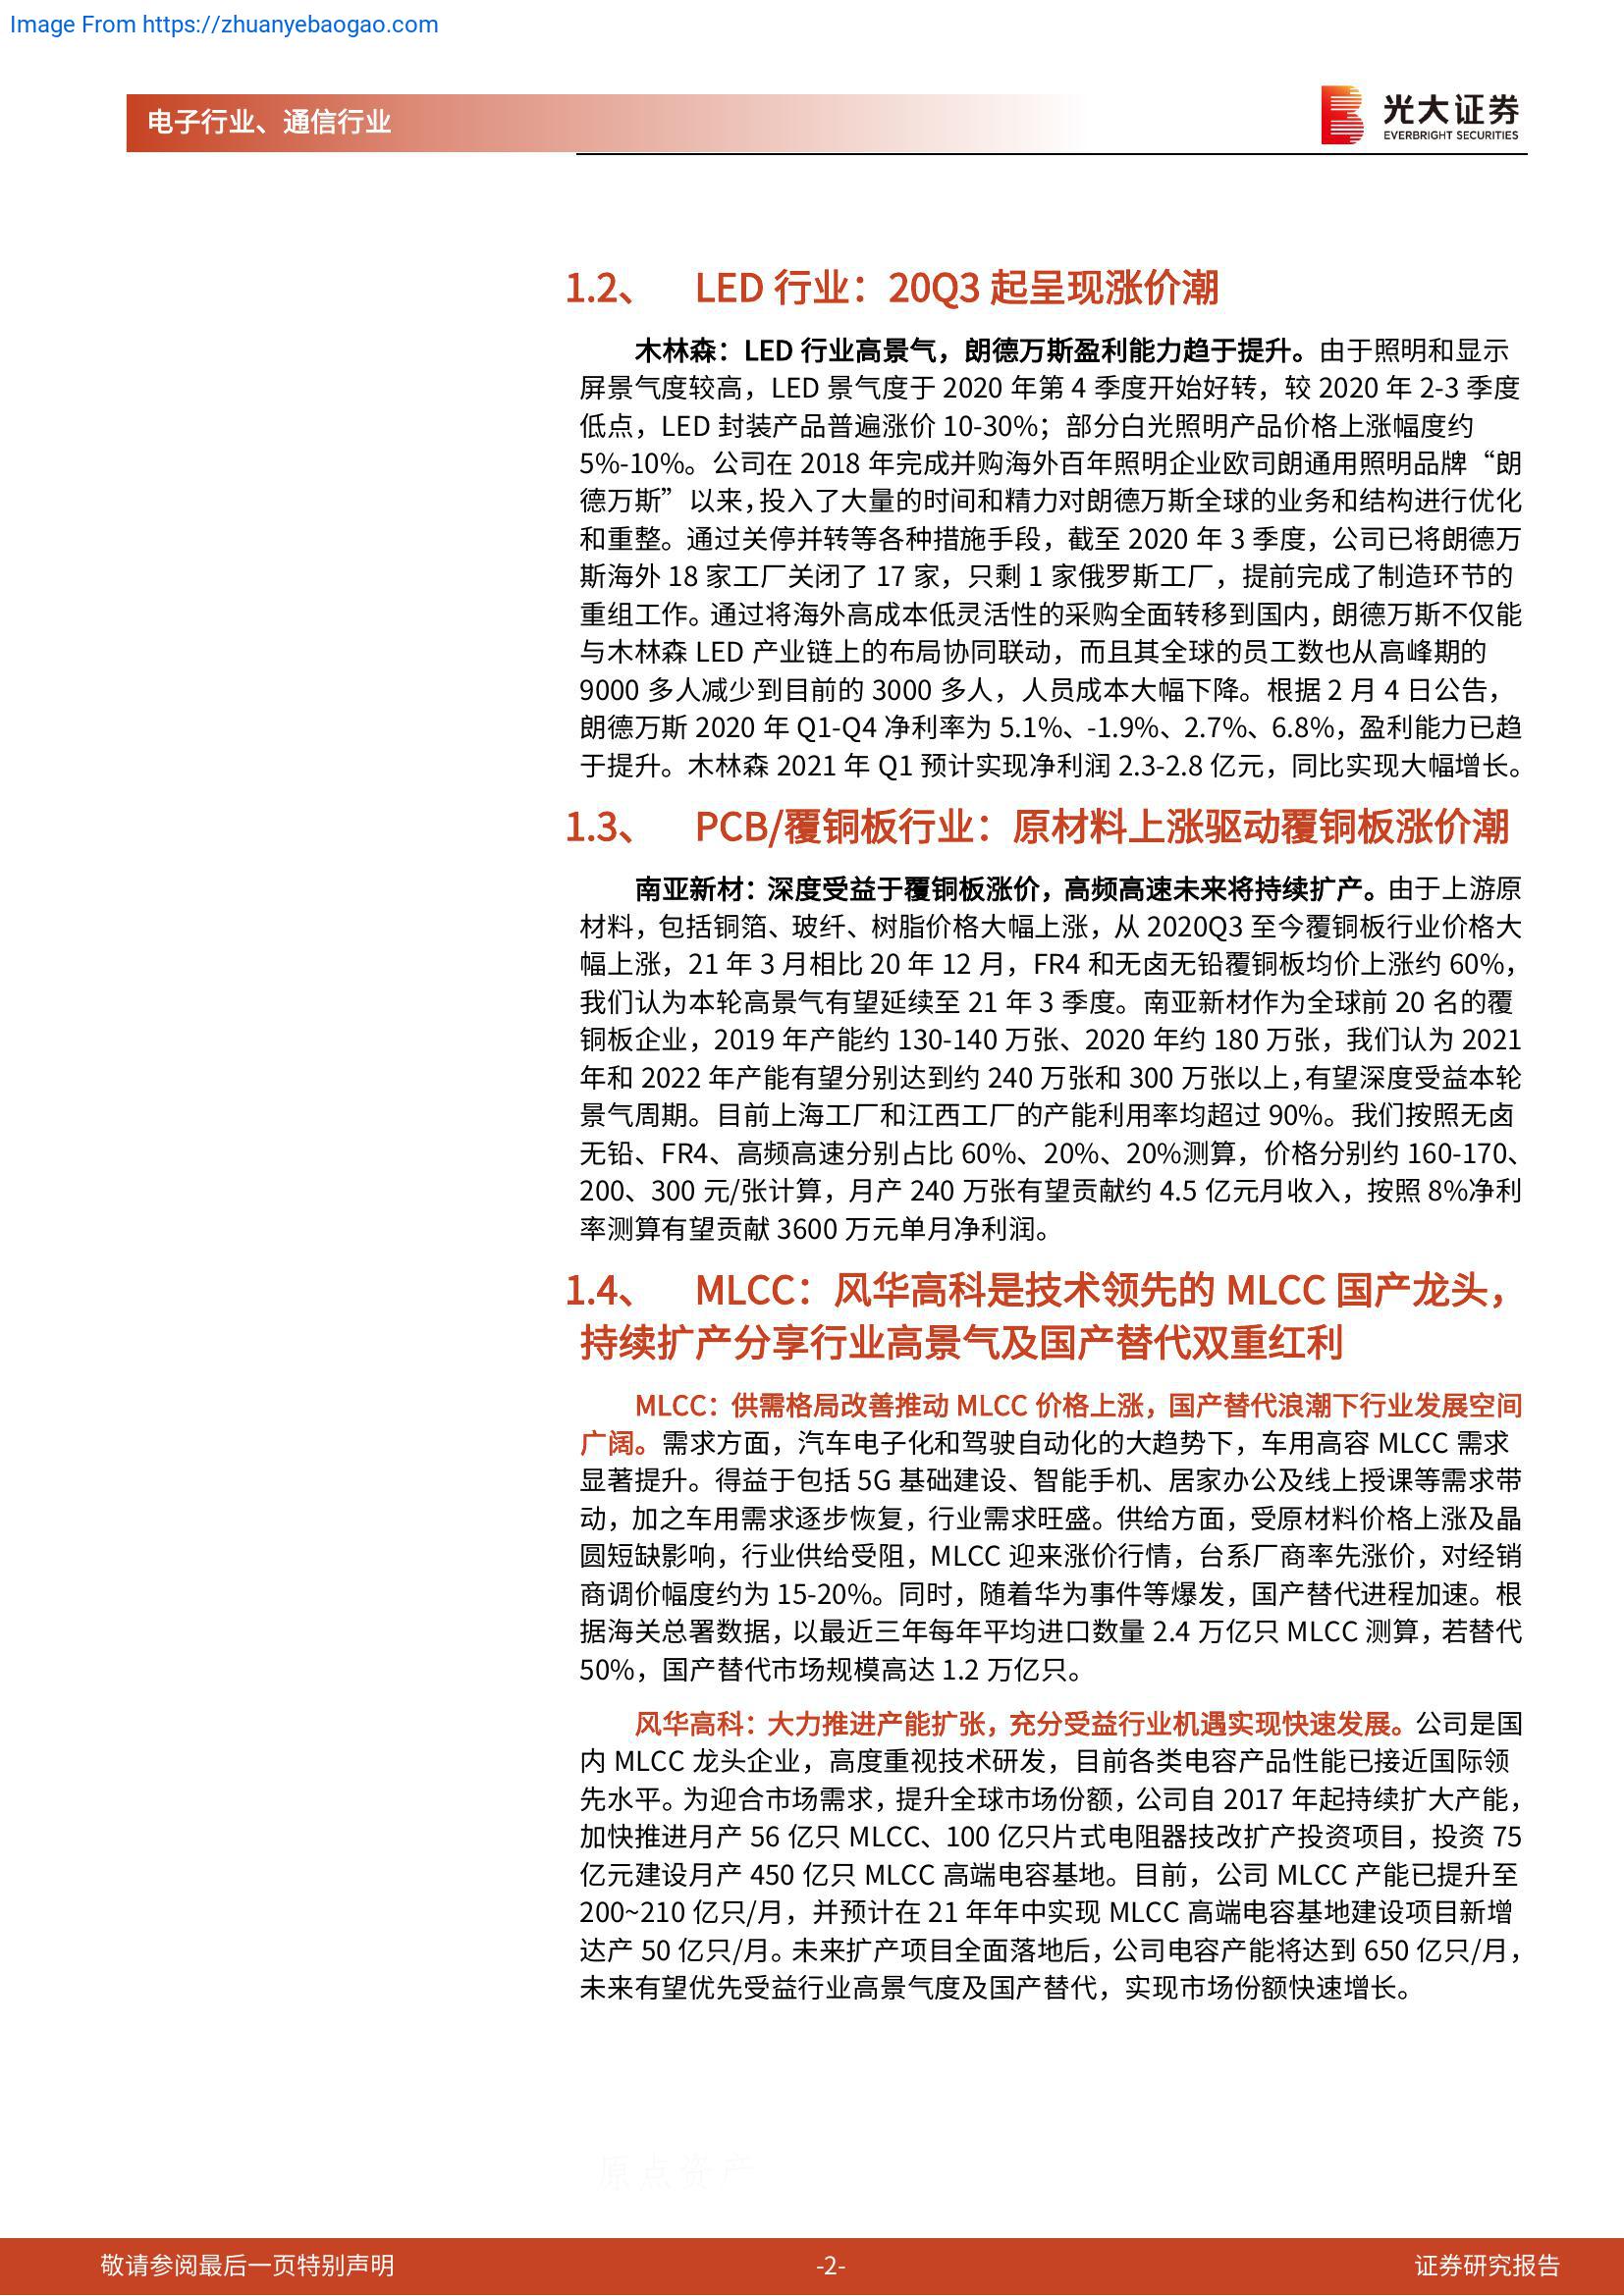 Image From https://zhuanyebaogao.com
电子行业、通信行业
光大证券
EVERBRIGHT SECURITIES
1.2、 LED 行业：20Q3 起呈现涨价潮
木林森：LED 行业高景气，朗德万斯盈利能力趋于提升。由于照明和显示
屏景气度较高，LED 景气度于 2020 年第 4 季度开始好转，较 2020 年 2-3 季度
低点，LED 封装产品普遍涨价 10-30%；部分白光照明产品价格上涨幅度约
5%-10%。公司在 2018 年完成并购海外百年照明企业欧司朗通用照明品牌“朗
德万斯”以来，投入了大量的时间和精力对朗德万斯全球的业务和结构进行优化
和重整。通过关停并转等各种措施手段，截至 2020 年 3 季度，公司已将朗德万
斯海外 18 家工厂关闭了 17 家，只剩 1 家俄罗斯工厂，提前完成了制造环节的
重组工作。通过将海外高成本低灵活性的采购全面转移到国内，朗德万斯不仅能
与木林森 LED 产业链上的布局协同联动，而且其全球的员工数也从高峰期的
9000 多人减少到目前的 3000 多人，人员成本大幅下降。根据 2 月 4 日公告，
朗德万斯 2020 年 Q1-Q4 净利率为 5.1%、-1.9%、2.7%、6.8%，盈利能力已趋
于提升。木林森 2021 年 Q1 预计实现净利润 2.3-2.8 亿元，同比实现大幅增长。
1.3、 PCB/覆铜板行业：原材料上涨驱动覆铜板涨价潮
南亚新材：深度受益于覆铜板涨价，高频高速未来将持续扩产。由于上游原
材料，包括铜箔、玻纤、树脂价格大幅上涨，从 2020Q3 至今覆铜板行业价格大
幅上涨，21 年 3 月相比 20 年 12 月，FR4 和无卤无铅覆铜板均价上涨约 60%，
我们认为本轮高景气有望延续至 21 年 3 季度。南亚新材作为全球前 20 名的覆
铜板企业，2019 年产能约 130-140 万张、2020 年约 180 万张，我们认为 2021
年和 2022 年产能有望分别达到约 240 万张和 300 万张以上，有望深度受益本轮
景气周期。目前上海工厂和江西工厂的产能利用率均超过 90%。我们按照无卤
无铅、FR4、高频高速分别占比 60%、20%、20%测算，价格分别约 160-170、
200、300 元/张计算，月产 240 万张有望贡献约 4.5 亿元月收入，按照 8%净利
率测算有望贡献 3600 万元单月净利润。
1.4、 MLCC：风华高科是技术领先的 MLCC 国产龙头，
持续扩产分享行业高景气及国产替代双重红利
MLCC：供需格局改善推动 MLCC 价格上涨，国产替代浪潮下行业发展空间
广阔。需求方面，汽车电子化和驾驶自动化的大趋势下，车用高容 MLCC 需求
显著提升。得益于包括 5G 基础建设、智能手机、居家办公及线上授课等需求带
动，加之车用需求逐步恢复，行业需求旺盛。供给方面，受原材料价格上涨及晶
圆短缺影响，行业供给受阻，MLCC 迎来涨价行情，台系厂商率先涨价，对经销
商调价幅度约为 15-20%。同时，随着华为事件等爆发，国产替代进程加速。根
据海关总署数据，以最近三年每年平均进口数量 2.4 万亿只 MLCC 测算，若替代
50%，国产替代市场规模高达 1.2 万亿只。
风华高科：大力推进产能扩张，充分受益行业机遇实现快速发展。公司是国
内 MLCC 龙头企业，高度重视技术研发，目前各类电容产品性能已接近国际领
先水平。为迎合市场需求，提升全球市场份额，公司自 2017 年起持续扩大产能，
加快推进月产 56 亿只 MLCC、100 亿只片式电阻器技改扩产投资项目，投资 75
亿元建设月产 450 亿只 MLCC 高端电容基地。目前，公司 MLCC 产能已提升至
200~210 亿只/月，并预计在 21 年年中实现 MLCC 高端电容基地建设项目新增
达产 50 亿只/月。未来扩产项目全面落地后，公司电容产能将达到 650 亿只/月，
未来有望优先受益行业高景气度及国产替代，实现市场份额快速增长。
原点资产
敬请参阅最后一页特别声明
-2-
证券研究报告